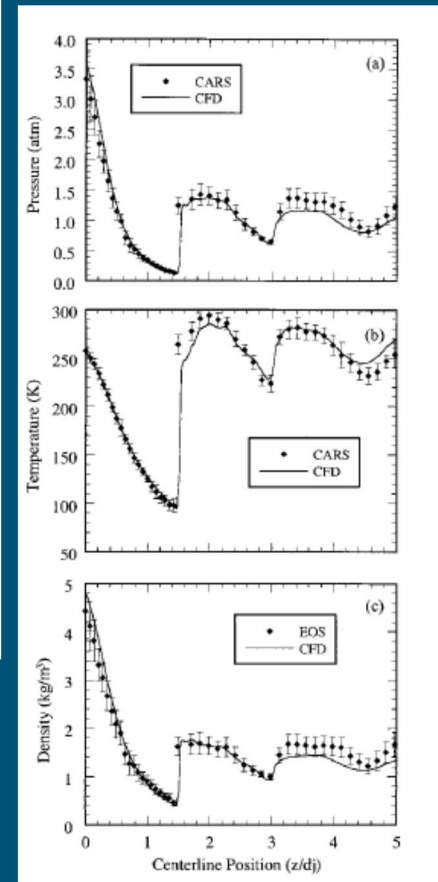 4.0
(a)
3.5
CARS
3.0
CFD
2.5
2.0
1.5
1.0
0.5
0.0
Pressure (atm)
300
(b)
250
200
150
CARS
CFD
100
50
Temperature (K)
5
(c)
4
EOS
CFD
3
2
1
0
Density (kg/m³)
0 1 2 3 4 5
Centerline Position (z/dj)